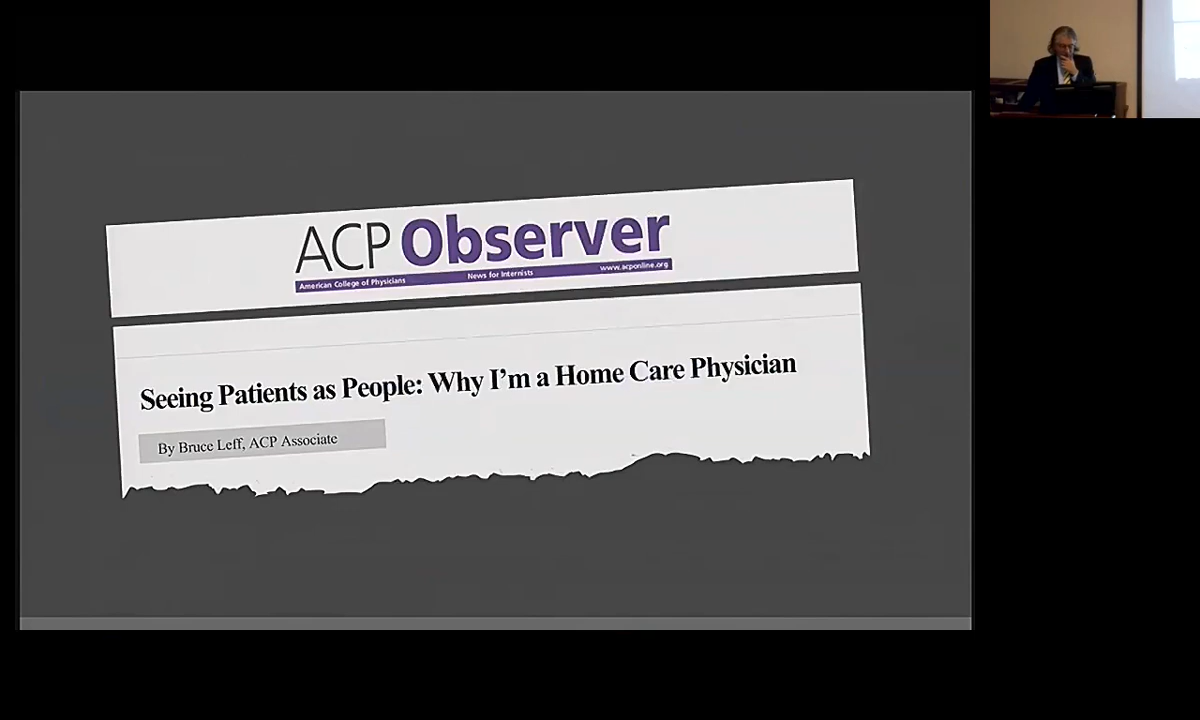 ACP Observer
American College of Physicians News for Internists www.acponline.org
Seeing Patients as People: Why I'm a Home Care Physician
By Bruce Leff, ACP Associate